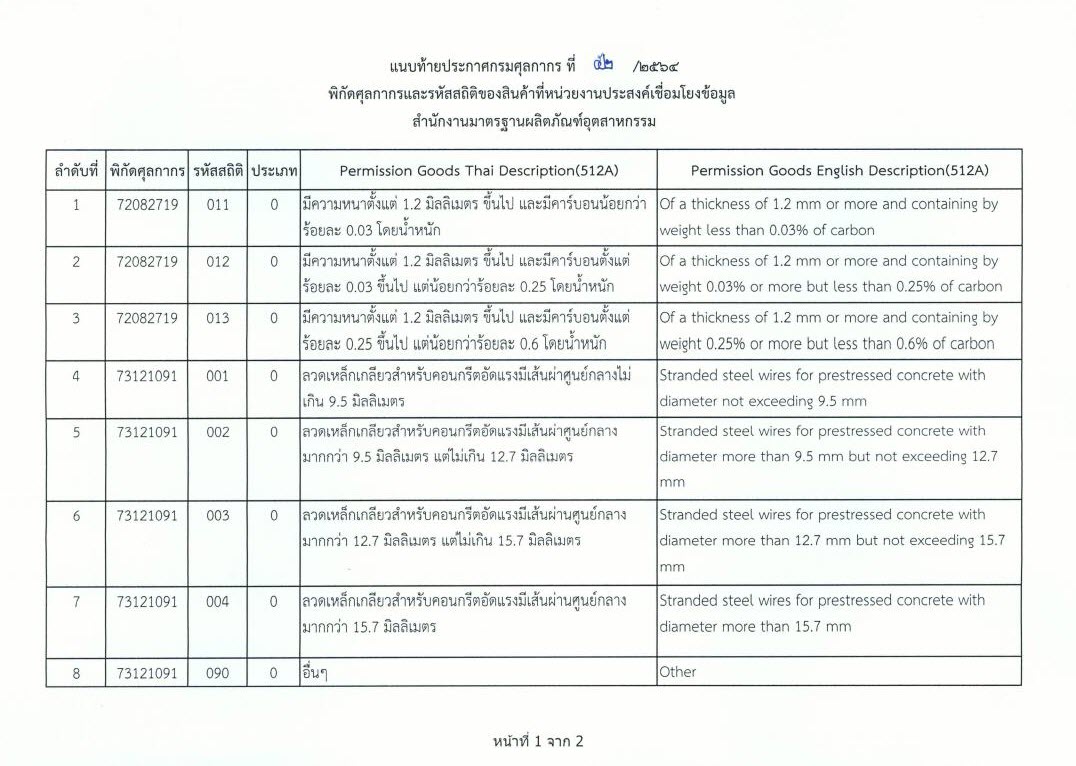 แนบท้ายประกาศกรมศุลกากร ที่ ๕๒ /๒๕๖๔
พิกัดศุลกากรและรหัสสถิติของสินค้าที่หน่วยงานประสงค์เชื่อมโยงข้อมูล
สำนักงานมาตรฐานผลิตภัณฑ์อุตสาหกรรม
ลำดับที่ พิกัดศุลกากร รหัสสถิติ ประเภท Permission Goods Thai Description(512A) Permission Goods English Description(512A)
1 72082719 011 0 มีความหนาตั้งแต่ 1.2 มิลลิเมตร ขึ้นไป และมีคาร์บอนน้อยกว่า Of a thickness of 1.2 mm or more and containing by
ร้อยละ 0.03 โดยน้ำหนัก weight less than 0.03% of carbon
2 72082719 012 0 มีความหนาตั้งแต่ 1.2 มิลลิเมตร ขึ้นไป และมีคาร์บอนตั้งแต่ Of a thickness of 1.2 mm or more and containing by
ร้อยละ 0.03 ขึ้นไป แต่น้อยกว่าร้อยละ 0.25 โดยน้ำหนัก weight 0.03% or more but less than 0.25% of carbon
3 72082719 013 0 มีความหนาตั้งแต่ 1.2 มิลลิเมตร ขึ้นไป และมีคาร์บอนตั้งแต่ Of a thickness of 1.2 mm or more and containing by
ร้อยละ 0.25 ขึ้นไป แต่น้อยกว่าร้อยละ 0.6 โดยน้ำหนัก weight 0.25% or more but less than 0.6% of carbon
4 73121091 001 0 ลวดเหล็กเกลียวสำหรับคอนกรีตอัดแรงมีเส้นผ่าศูนย์กลางไม่ Stranded steel wires for prestressed concrete with
เกิน 9.5 มิลลิเมตร diameter not exceeding 9.5 mm
5 73121091 002 0 ลวดเหล็กเกลียวสำหรับคอนกรีตอัดแรงมีเส้นผ่าศูนย์กลาง Stranded steel wires for prestressed concrete with
มากกว่า 9.5 มิลลิเมตร แต่ไม่เกิน 12.7 มิลลิเมตร diameter more than 9.5 mm but not exceeding 12.7
mm
6 73121091 003 0 ลวดเหล็กเกลียวสำหรับคอนกรีตอัดแรงมีเส้นผ่านศูนย์กลาง Stranded steel wires for prestressed concrete with
มากกว่า 12.7 มิลลิเมตร แต่ไม่เกิน 15.7 มิลลิเมตร diameter more than 12.7 mm but not exceeding 15.7
mm
7 73121091 004 0 ลวดเหล็กเกลียวสำหรับคอนกรีตอัดแรงมีเส้นผ่านศูนย์กลาง Stranded steel wires for prestressed concrete with
มากกว่า 15.7 มิลลิเมตร diameter more than 15.7 mm
8 73121091 090 0 อื่นๆ Other
หน้าที่ 1 จาก 2